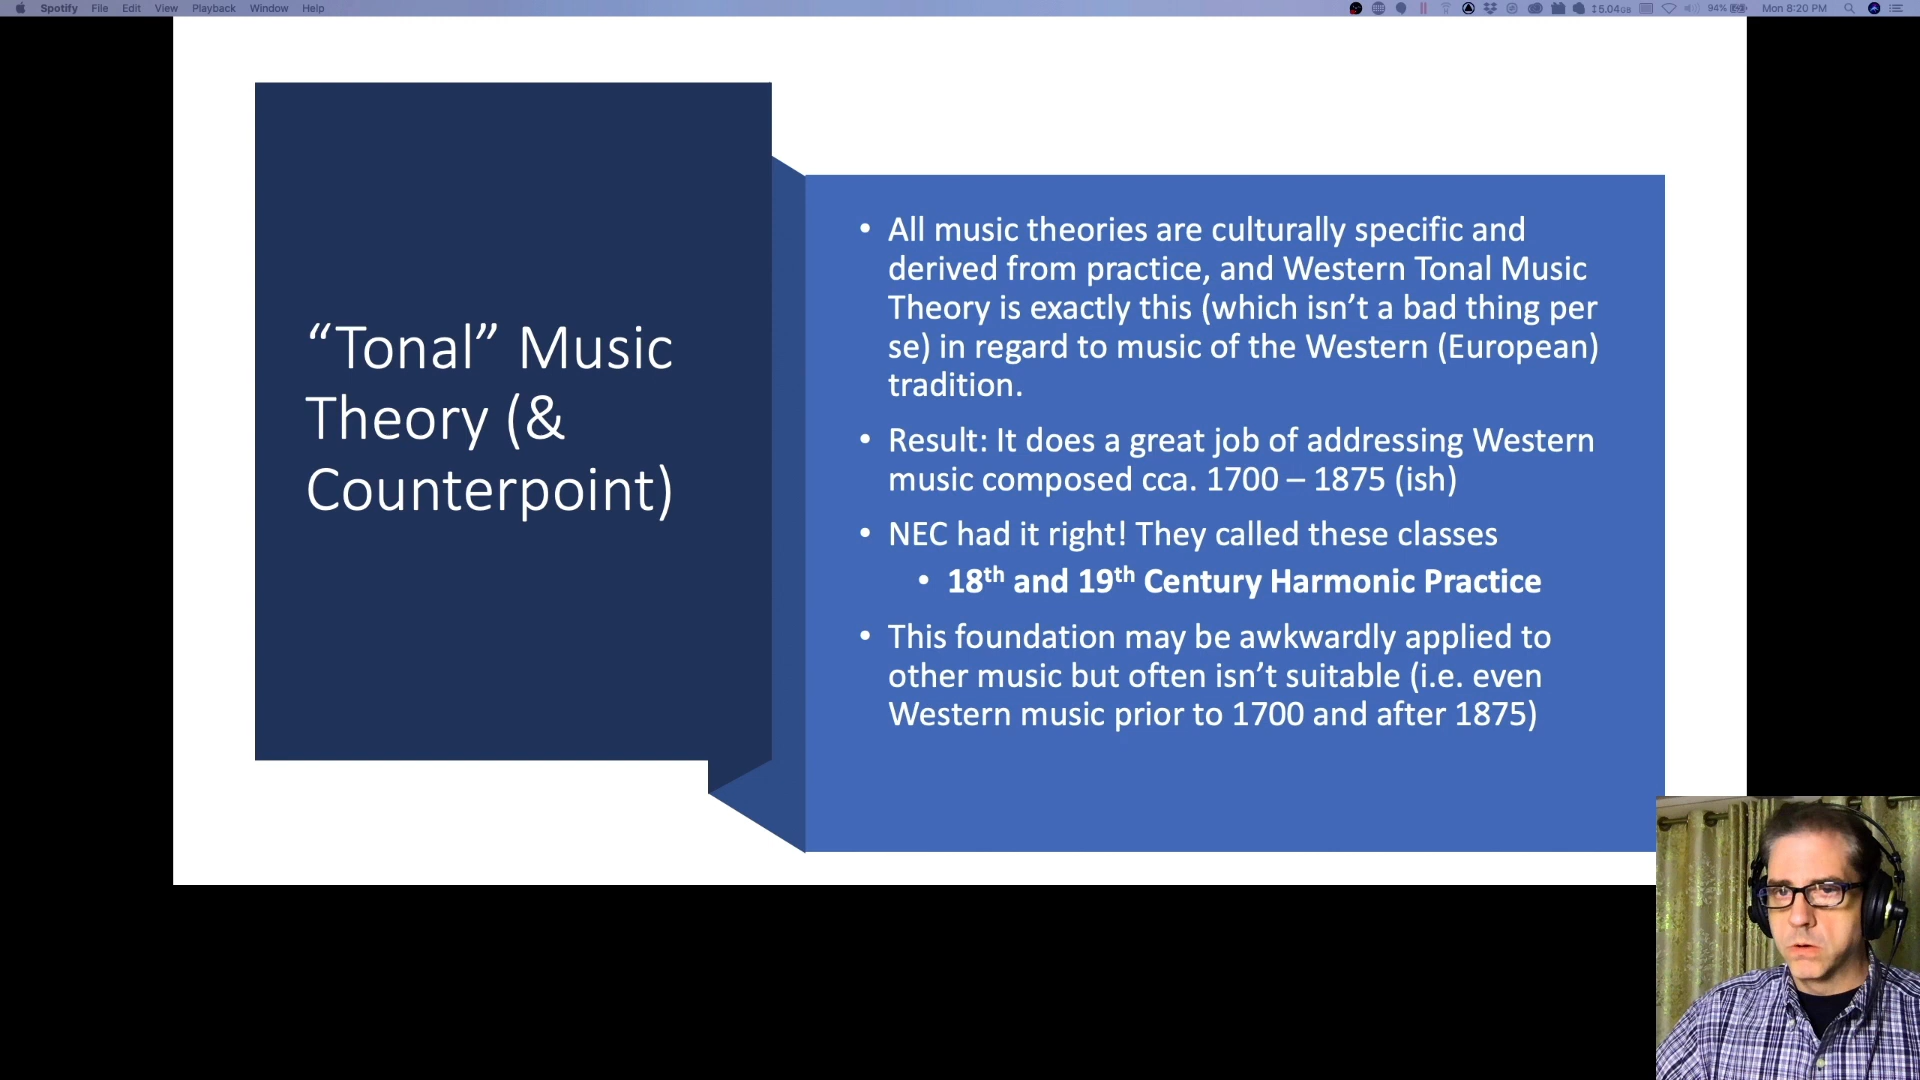 Spotify File Edit View Playback Window Help
5.04GB 94% Mon 8:20 PM
“Tonal” Music
Theory (&
Counterpoint)
• All music theories are culturally specific and
derived from practice, and Western Tonal Music
Theory is exactly this (which isn’t a bad thing per
se) in regard to music of the Western (European)
tradition.
• Result: It does a great job of addressing Western
music composed cca. 1700 – 1875 (ish)
• NEC had it right! They called these classes
• 18th and 19th Century Harmonic Practice
• This foundation may be awkwardly applied to
other music but often isn’t suitable (i.e. even
Western music prior to 1700 and after 1875)